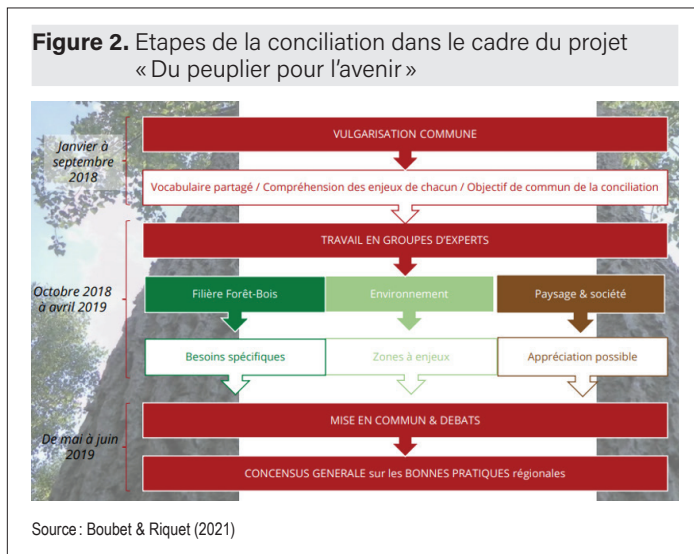 Figure 2. Etapes de la conciliation dans le cadre du projet
« Du peuplier pour l’avenir »
Janvier à
septembre
2018
VULGARISATION COMMUNE
Vocabulaire partagé / Compréhension des enjeux de chacun / Objectif de commun de la conciliation
Octobre 2018
à avril 2019
TRAVAIL EN GROUPES D’EXPERTS
Filière Forêt-Bois
Environnement
Paysage & société
Besoins spécifiques
Zones à enjeux
Appréciation possible
De mai à juin
2019
MISE EN COMMUN & DEBATS
CONCENSUS GENERALE sur les BONNES PRATIQUES régionales
Source : Boubet & Riquet (2021)